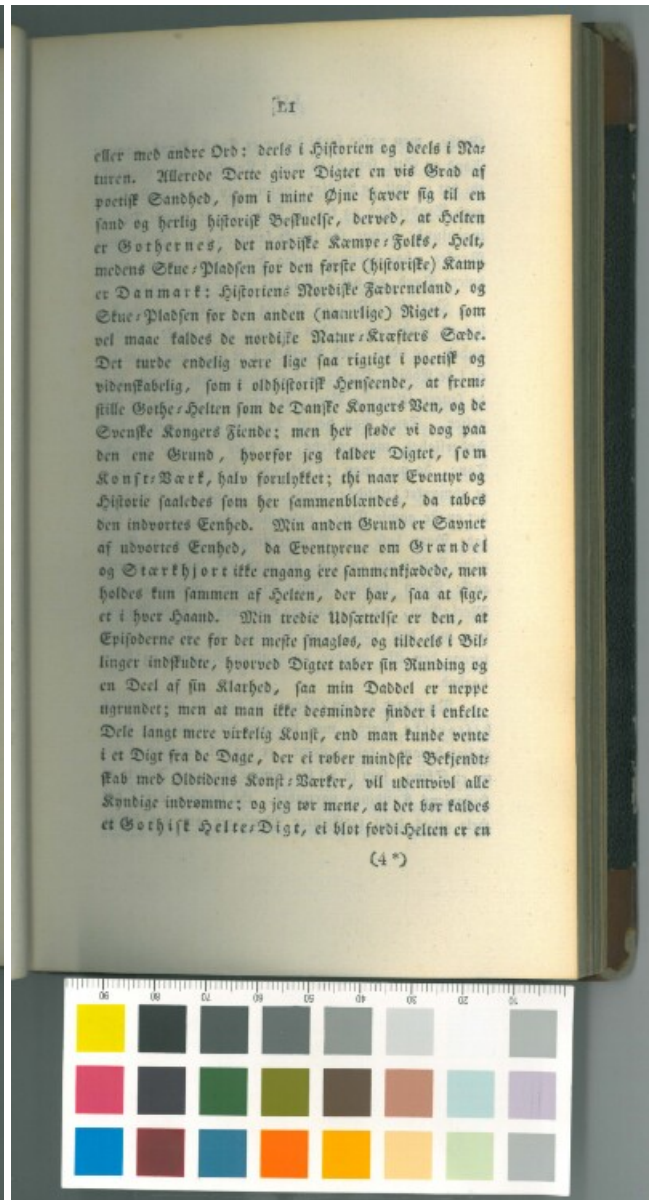 LI
eller med andre Ord: deels i Historien og deels i Na⸗
turen. Allerede Dette giver Digtet en vis Grad af
poetisk Sandhed, som i mine Øjne hæver sig til en
sand og herlig historisk Beskuelse, derved, at Helten
er Gothernes, det nordiske Kæmpe⸗Folks, Helt,
medens Skue⸗Pladsen for den første (historiske) Kamp
er Danmark: Historiens Nordiske Fædreneland, og
Skue⸗Pladsen for den anden (naturlige) Riget, som
vel maae kaldes de nordiske Natur⸗Kræfters Sæde.
Det turde endelig være lige saa rigtigt i poetisk og
videnskabelig, som i oldhistorisk Henseende, at frem⸗
stille Gothe⸗Helten som de Danske Kongers Ven, og de
Svenske Kongers Fiende; men her støde vi dog paa
den ene Grund, hvorfor jeg kalder Digtet, som
Konst⸗Værk, halv forulykket; thi naar Eventyr og
Historie saaledes som her sammenblændes, da tabes
den indvortes Eenhed. Min anden Grund er Savnet
af udvortes Eenhed, da Eventyrene om Grændel
og Stærkhjort ikke engang ere sammenkjædede, men
holdes kun sammen af Helten, der har, saa at sige,
et i hver Haand. Min tredie Udsættelse er den, at
Episoderne ere for det meste smagløs, og tildeels i Vil⸗
linger indskudte, hvorved Digtet taber sin Runding og
en Deel af sin Klarhed, saa min Daddel er neppe
ugrundet; men at man ikke desmindre finder i enkelte
Dele langt mere virkelig Konst, end man kunde vente
i et Digt fra de Dage, der ei røber mindste Bekjendt⸗
skab med Oldtidens Konst⸗Værker, vil udentvivl alle
Kyndige indrømme; og jeg tør mene, at det bør kaldes
et Gothisk Helte⸗Digt, ei blot fordi Helten er en
(4*)
90 80 70 60 50 40 30 20 10